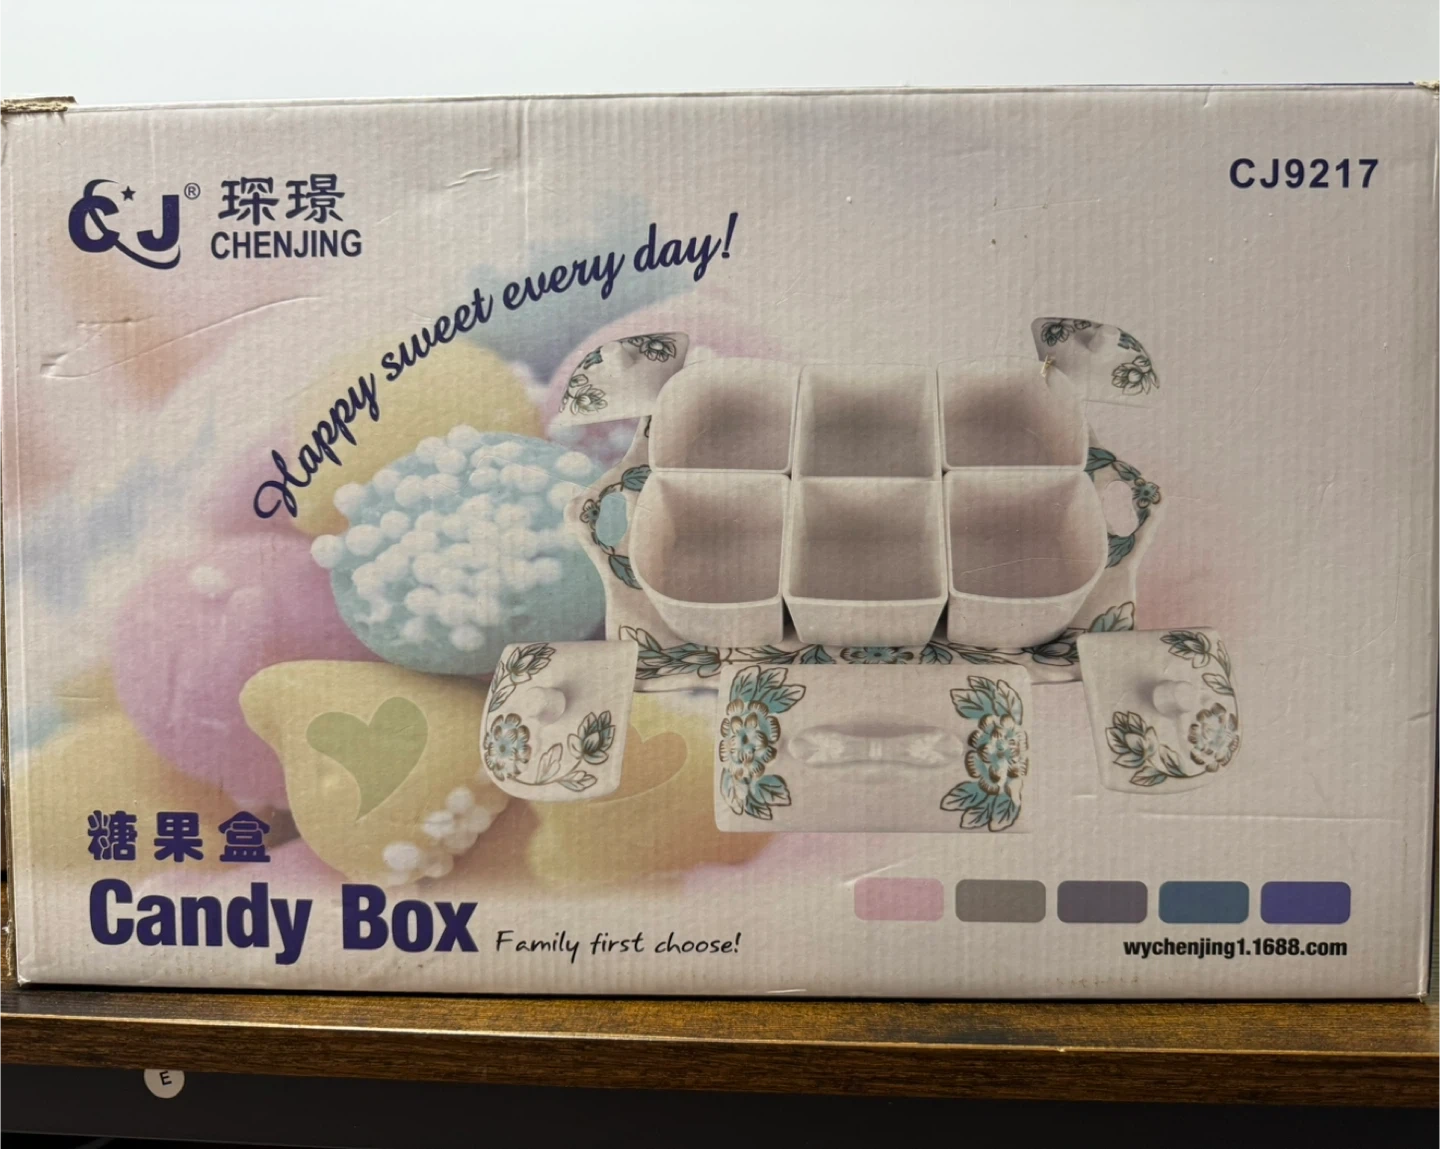 CJ® 琛璟
CHENJING
CJ9217
Happy sweet every day!
糖果盒
Candy Box
Family first choose!
wychenjing1.1688.com
E